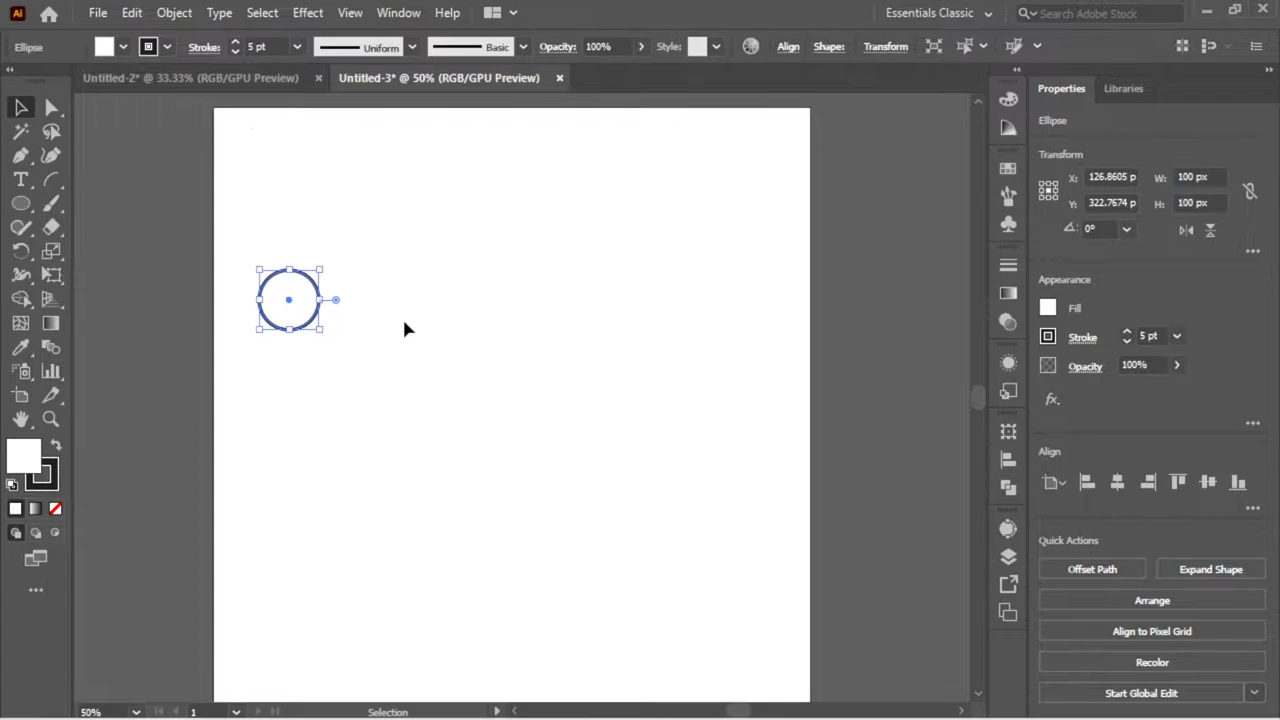 Ai File Edit Object Type Select Effect View Window Help Essentials Classic Search Adobe Stock
Ellipse Stroke: 5 pt Uniform Basic Opacity: 100% Style: Align Shape: Transform
Untitled-2* @ 33.33% (RGB/GPU Preview) × Untitled-3* @ 50% (RGB/GPU Preview) ×
Properties Libraries
Ellipse
Transform
X: 126.8605 p W: 100 px
Y: 322.7674 p H: 100 px
0°
Appearance
Fill
Stroke 5 pt
Opacity 100%
fx.
Align
Quick Actions
Offset Path Expand Shape
Arrange
Align to Pixel Grid
Recolor
Start Global Edit
50% 1 Selection